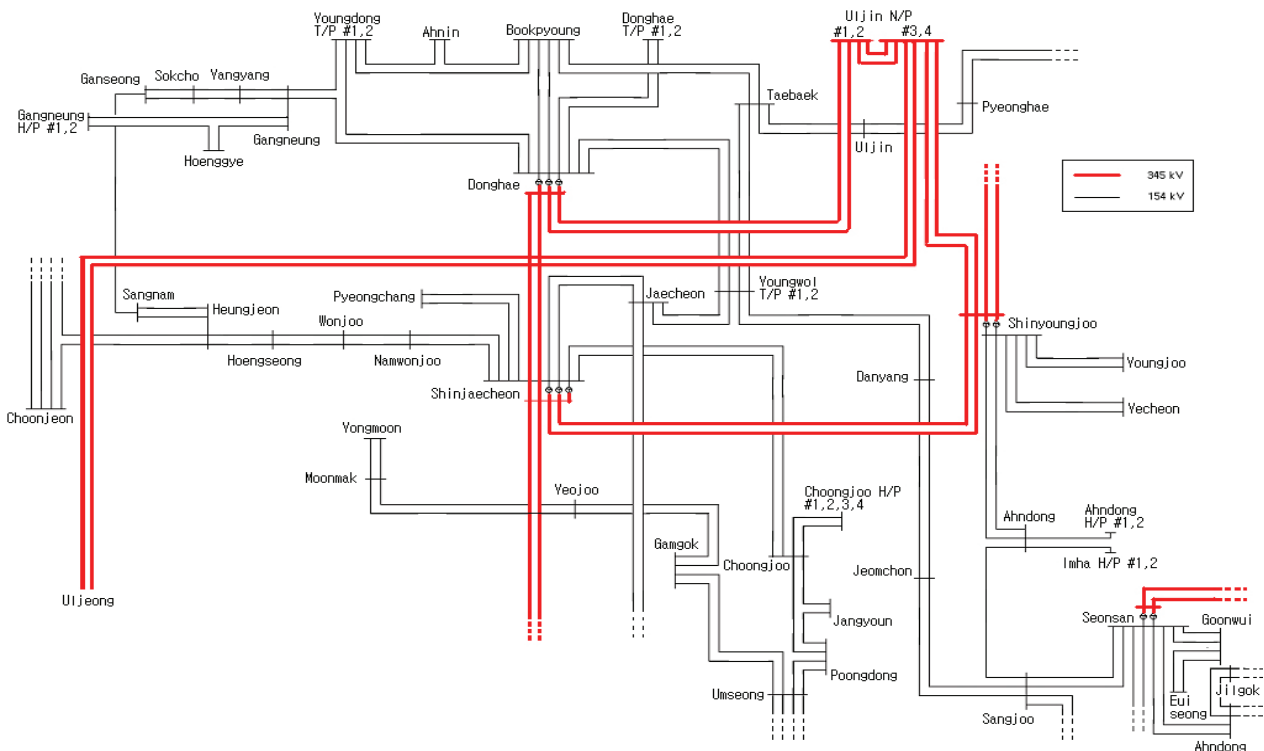 Youngdong
T/P #1,2
Ahnin
Bookpyoung
Donghae
T/P #1,2
Uljin N/P
#1,2
#3,4
Ganseong
Sokcho
Yangyang
Taebaek
Pyeonghae
Gangneung
H/P #1,2
Gangneung
Hoenggye
Uljin
Donghae
345 kV
154 kV
Sangnam
Heungjeon
Pyeongchang
Jaecheon
Youngwol
T/P #1,2
Wonjoo
Hoengseong
Namwonjoo
Shinyoungjoo
Youngjoo
Choonjeon
Shinjaecheon
Danyang
Yecheon
Yongmoon
Moonmak
Yeojoo
Choongjoo H/P
#1,2,3,4
Ahndong
Ahndong
H/P #1,2
Gamgok
Choongjoo
Imha H/P #1,2
Jeomchon
Uljeong
Jangyoun
Seonsan
Goonwui
Poongdong
Umseong
Sangjoo
Eui
seong
Jilgok
Ahndong